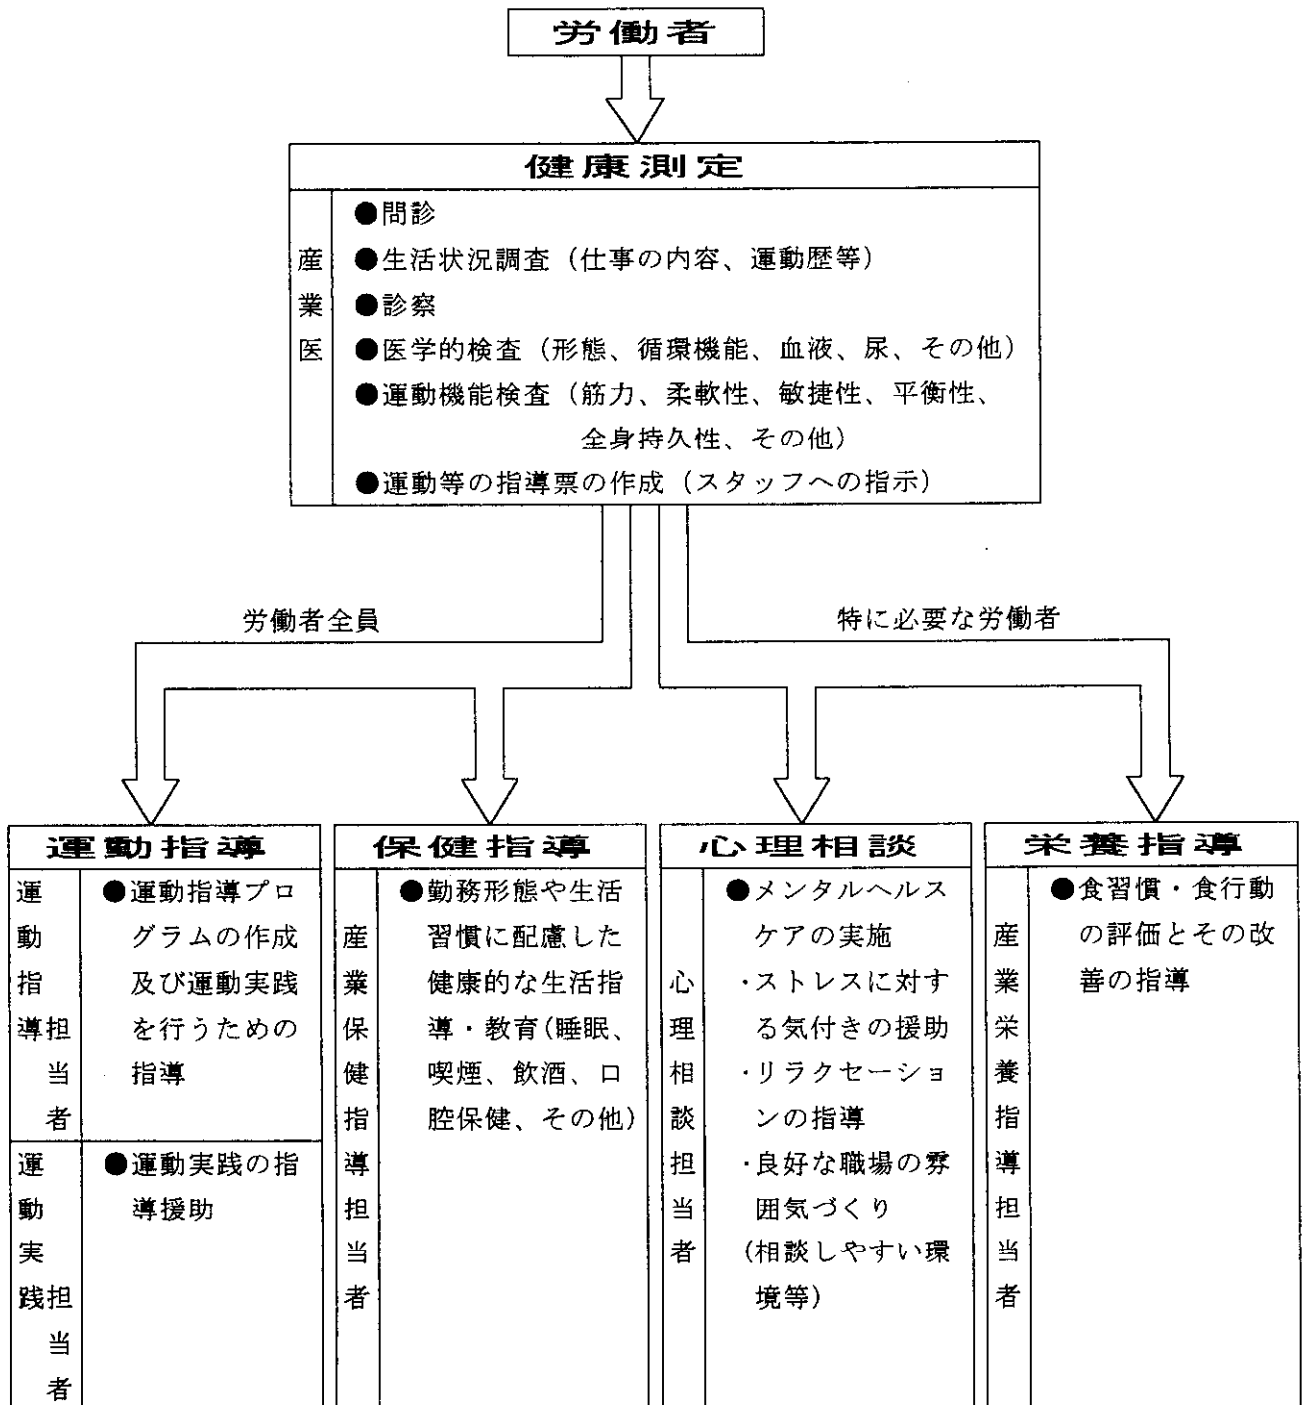 労働者
健康測定
産業医
●問診
●生活状況調査（仕事の内容、運動歴等）
●診察
●医学的検査（形態、循環機能、血液、尿、その他）
●運動機能検査（筋力、柔軟性、敏捷性、平衡性、
全身持久性、その他）
●運動等の指導票の作成（スタッフへの指示）
労働者全員
特に必要な労働者
運動指導
運動指導担当者
●運動指導プロ
グラムの作成
及び運動実践
を行うための
指導
運動実践担当者
●運動実践の指
導援助
保健指導
産業保健指導担当者
●勤務形態や生活
習慣に配慮した
健康的な生活指
導・教育(睡眠、
喫煙、飲酒、口
腔保健、その他)
心理相談
心理相談担当者
●メンタルヘルス
ケアの実施
・ストレスに対す
る気付きの援助
・リラクセーショ
ンの指導
・良好な職場の雰
囲気づくり
(相談しやすい環
境等)
栄養指導
産業栄養指導担当者
●食習慣・食行動
の評価とその改
善の指導